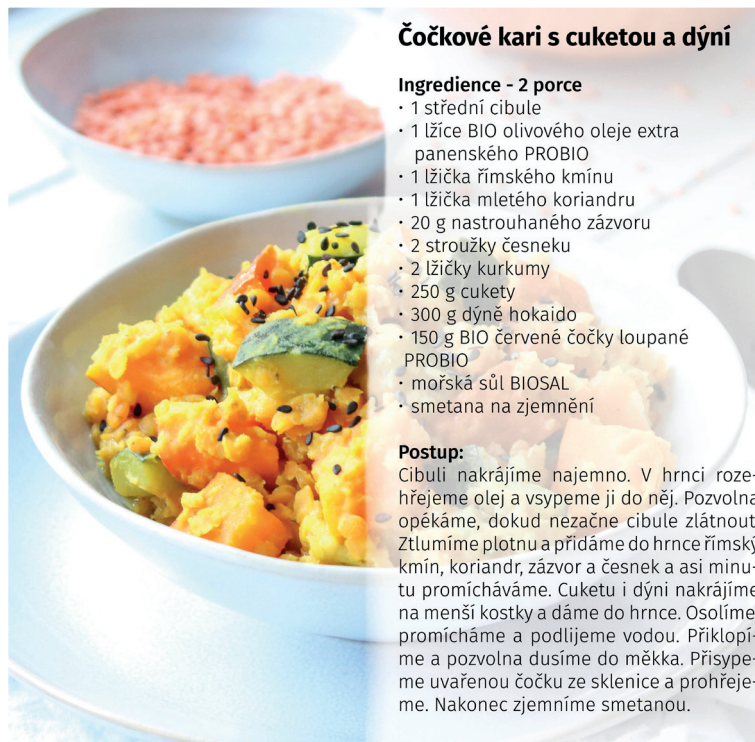 Čočkové kari s cuketou a dýní
Ingredience - 2 porce
· 1 střední cibule
· 1 lžíce BIO olivového oleje extra
panenského PROBIO
· 1 lžička římského kmínu
· 1 lžička mletého koriandru
· 20 g nastrouhaného zázvoru
· 2 stroužky česneku
· 2 lžičky kurkumy
· 250 g cukety
· 300 g dýně hokaido
· 150 g BIO červené čočky loupané
PROBIO
· mořská sůl BIOSAL
· smetana na zjemnění
Postup:
Cibuli nakrájíme najemno. V hrnci roze-
hřejeme olej a vsypeme ji do něj. Pozvolna
opékáme, dokud nezačne cibule zlátnout
Ztlumíme plotnu a přidáme do hrnce římský
kmín, koriandr, zázvor a česnek a asi minu-
tu promícháváme. Cuketu i dýni nakrájíme
na menší kostky a dáme do hrnce. Osolíme
promícháme a podlijeme vodou. Přiklopí-
me a pozvolna dusíme do měkka. Přisype-
me uvařenou čočku ze sklenice a prohřeje-
me. Nakonec zjemníme smetanou.